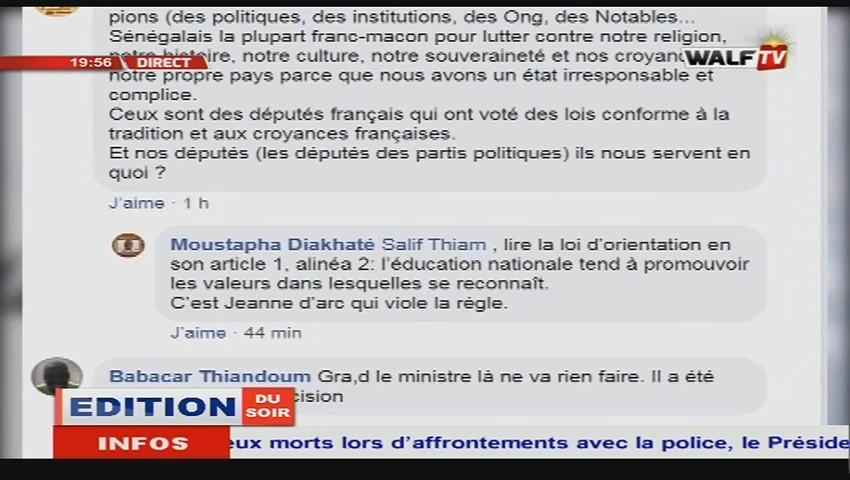 pions (des politiques, des institutions, des Ong, des Notables...
Sénégalais la plupart franc-macon pour lutter contre notre religion,
notre histoire, notre culture, notre souveraineté et nos
notre propre pays parce que nous avons un état irresponsable et
complice.
Ceux sont des députés français qui ont voté des lois conforme à la
tradition et aux croyances françaises.
Et nos députés (les députés des partis politiques) ils nous servent en
quoi ?
J'aime · 1 h
19:56 DIRECT
WALF TV
Moustapha Diakhaté Salif Thiam , lire la loi d'orientation en
son article 1, alinéa 2: l'éducation nationale tend à promouvoir
les valeurs dans lesquelles se reconnaît.
C'est Jeanne d'arc qui viole la régle.
J'aime · 44 min
Babacar Thiandoum Gra,d le ministre là ne va rien faire. Il a été
cision
EDITION DU SOIR
INFOS
eux morts lors d'affrontements avec la police, le Préside